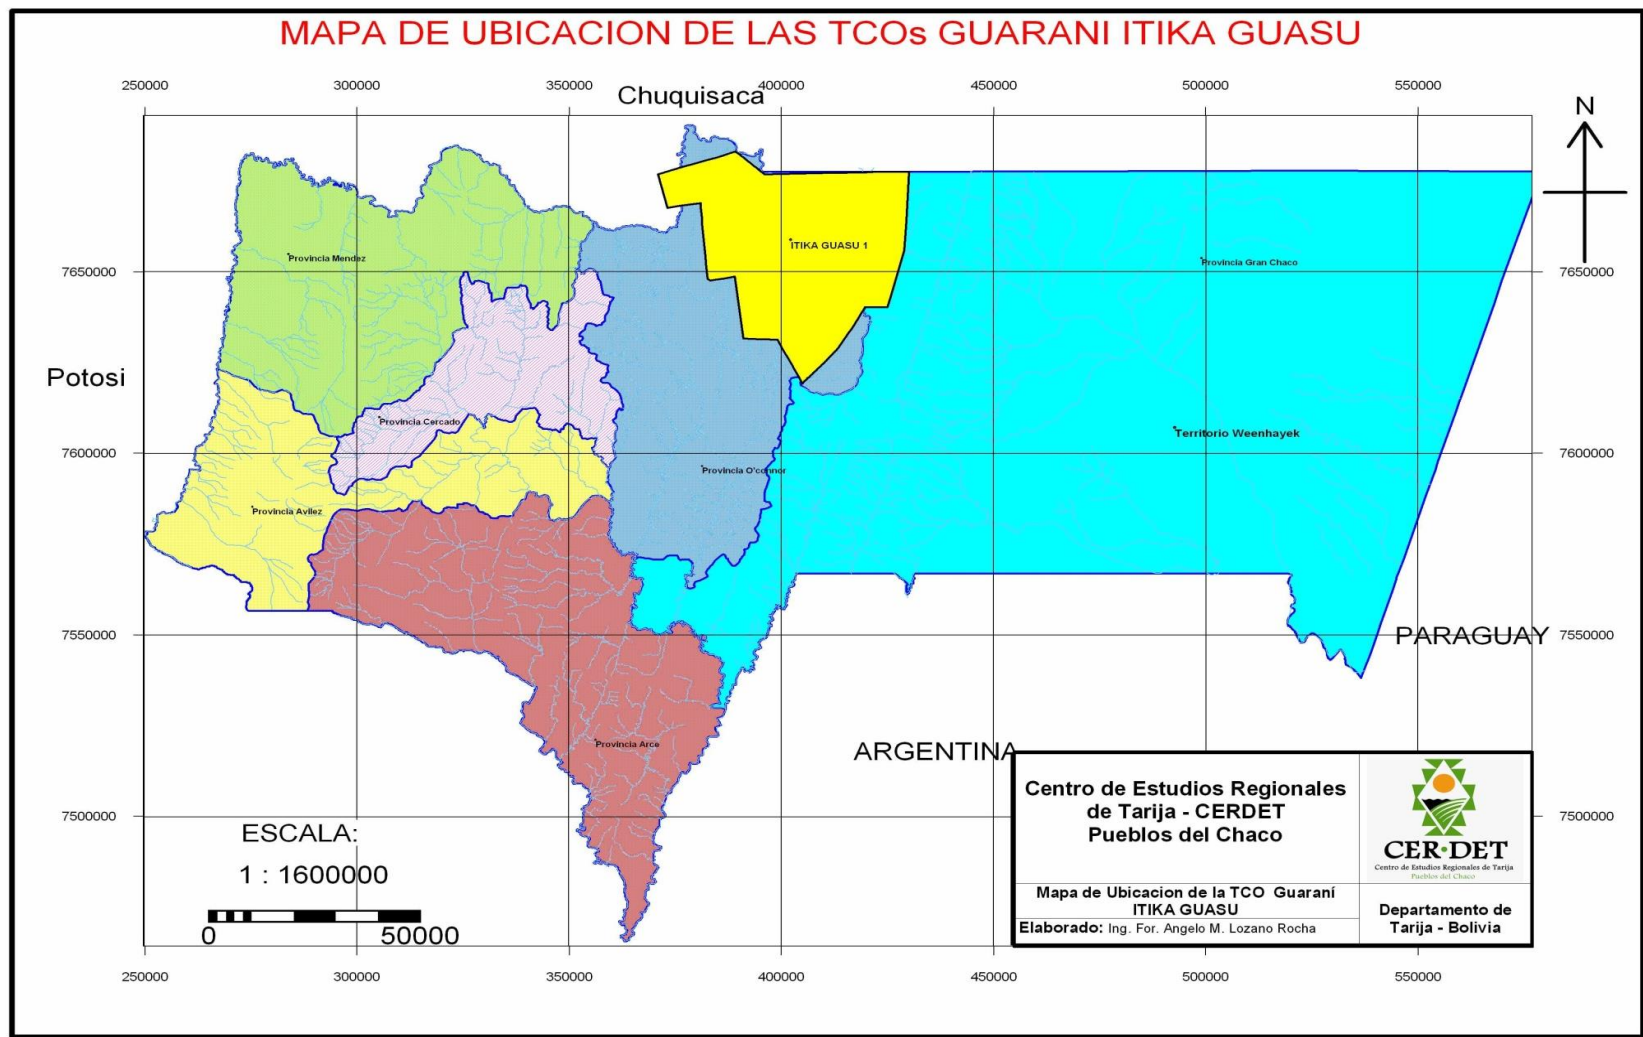 MAPA DE UBICACION DE LAS TCOs GUARANI ITIKA GUASU
250000 300000 350000 400000 450000 500000 550000
Chuquisaca
N
ITIKA GUASU 1
Provincia Mendez
Provincia Gran Chaco
7650000 7650000
Potosi
Provincia Cercado
Territorio Weenhayek
7600000 7600000
Provincia O'connor
Provincia Avilez
7550000 7550000
PARAGUAY
Provincia Arce
ARGENTINA
7500000 7500000
ESCALA:
1 : 1600000
0 50000
Centro de Estudios Regionales
de Tarija - CERDET
Pueblos del Chaco
CER·DET
Centro de Estudios Regionales de Tarija
Pueblos del Chaco
Mapa de Ubicacion de la TCO Guaraní
ITIKA GUASU
Elaborado: Ing. For. Angelo M. Lozano Rocha
Departamento de
Tarija - Bolivia
250000 300000 350000 400000 450000 500000 550000